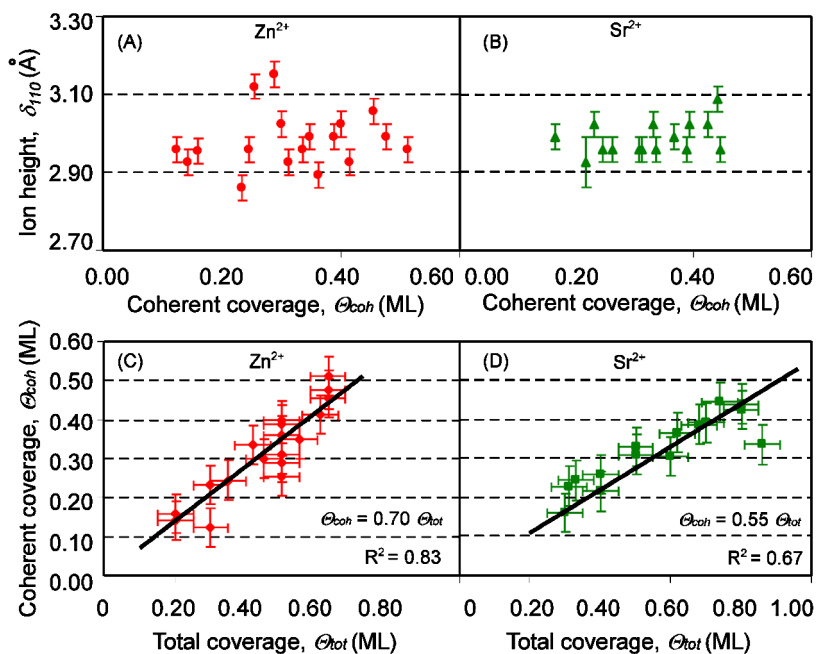 (A) Zn²⁺
(B) Sr²⁺
Ion height, δ₁₁₀ (Å)
3.30
3.10
2.90
2.70
0.00 0.20 0.40 0.60
0.20 0.40 0.60
Coherent coverage, Θcoh (ML)
Coherent coverage, Θcoh (ML)
(C) Zn²⁺
(D) Sr²⁺
Coherent coverage, Θcoh (ML)
0.60
0.50
0.40
0.30
0.20
0.10
0.00
Θcoh = 0.70 Θtot
R² = 0.83
Θcoh = 0.55 Θtot
R² = 0.67
0 0.20 0.40 0.60 0.80
0 0.20 0.40 0.60 0.80 1.00
Total coverage, Θtot (ML)
Total coverage, Θtot (ML)